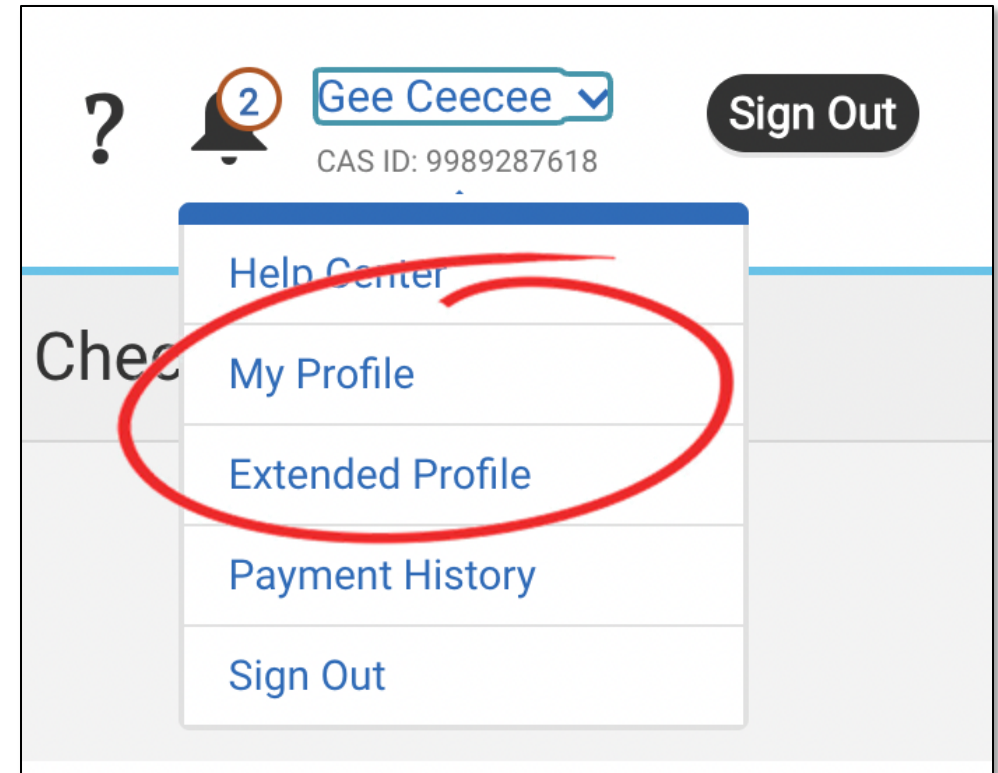 ? 2 Gee Ceecee Sign Out
CAS ID: 9989287618
Help Center
Chec
My Profile
Extended Profile
Payment History
Sign Out